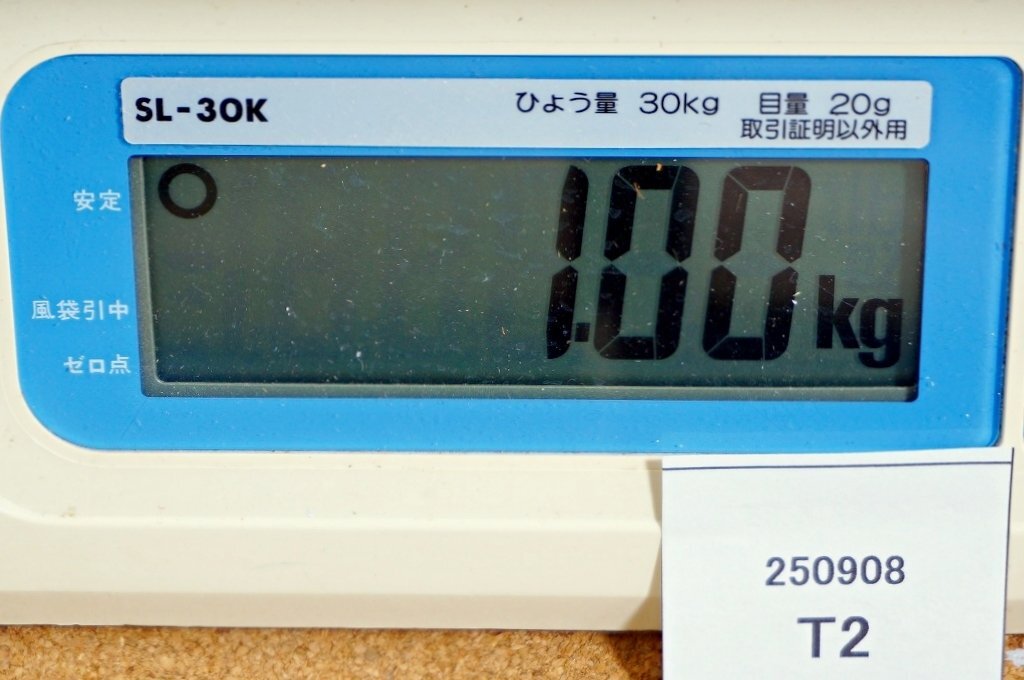 SL-30K
ひょう量 30kg 目量 20g
取引証明以外用
安定
風袋引中
ゼロ点
1.00kg
250908
T2